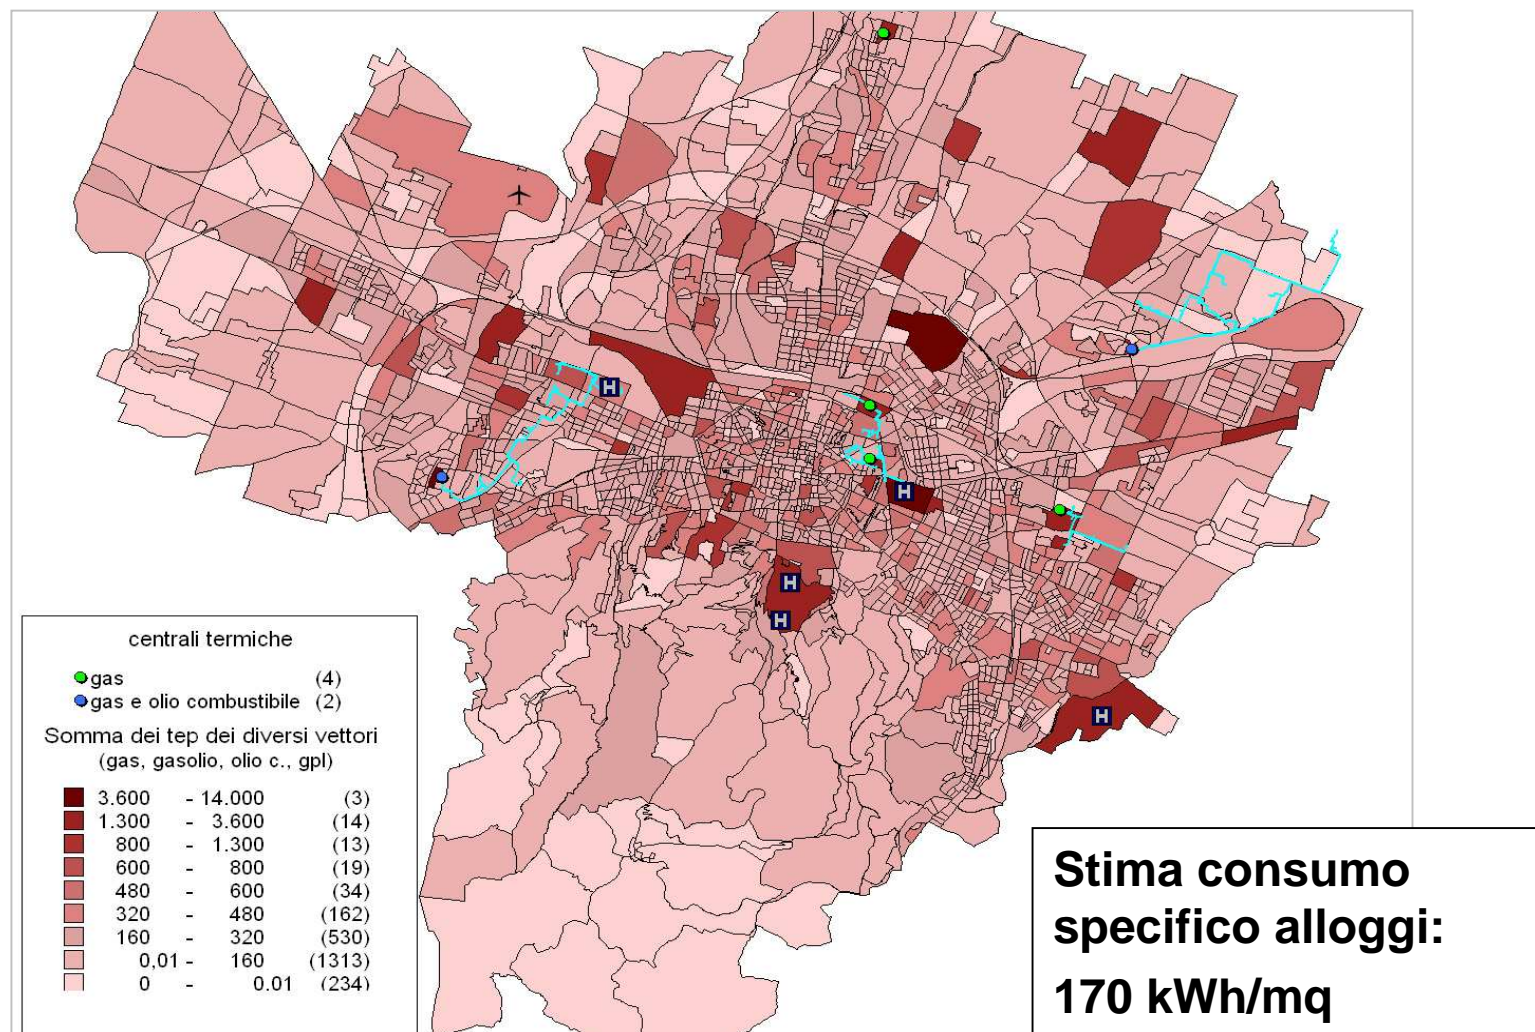 H
H
H
H
H
centrali termiche
gas (4)
gas e olio combustibile (2)
Somma dei tep dei diversi vettori
(gas, gasolio, olio c., gpl)
3.600 - 14.000 (3)
1.300 - 3.600 (14)
800 - 1.300 (13)
600 - 800 (19)
480 - 600 (34)
320 - 480 (162)
160 - 320 (530)
0,01 - 160 (1313)
0 - 0.01 (234)
Stima consumo
specifico alloggi:
170 kWh/mq